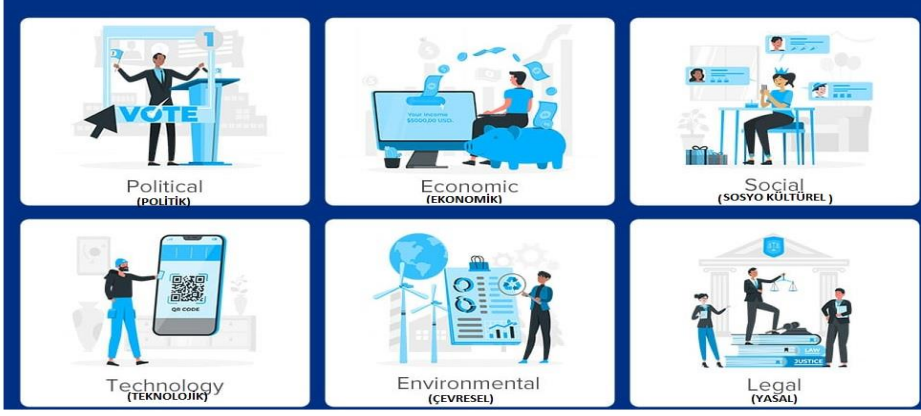 1
VOTE
Political
(POLİTİK)
Your Income
$5000,00 USD.
Economic
(EKONOMİK)
Social
(SOSYO KÜLTÜREL )
QR CODE
Technology
(TEKNOLOJİK)
Environmental
(ÇEVRESEL)
LAW
JUSTICE
Legal
(YASAL)